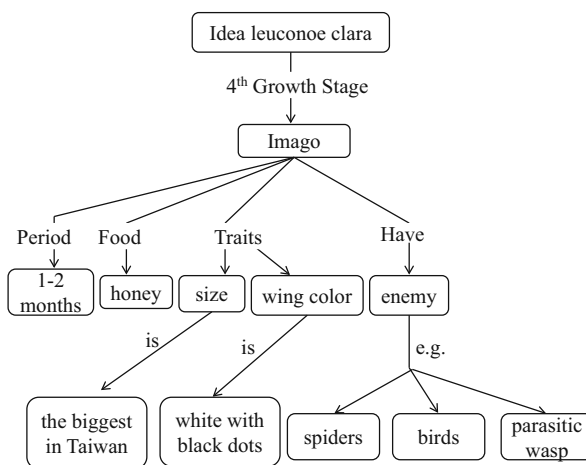 Idea leuconoe clara
4th Growth Stage
Imago
Period Food Traits Have
1-2
months
honey
size
wing color
enemy
is
is
e.g.
the biggest
in Taiwan
white with
black dots
spiders
birds
parasitic
wasp